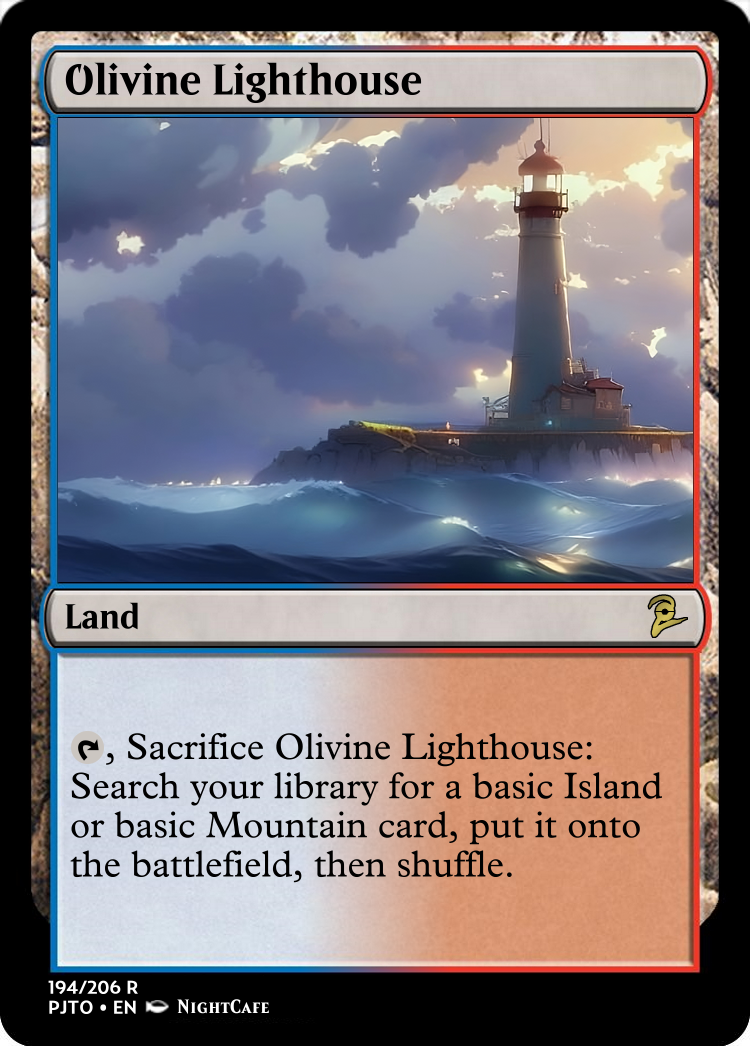 Olivine Lighthouse
Land
, Sacrifice Olivine Lighthouse:
Search your library for a basic Island
or basic Mountain card, put it onto
the battlefield, then shuffle.
194/206 R
PJTO • EN NightCafe